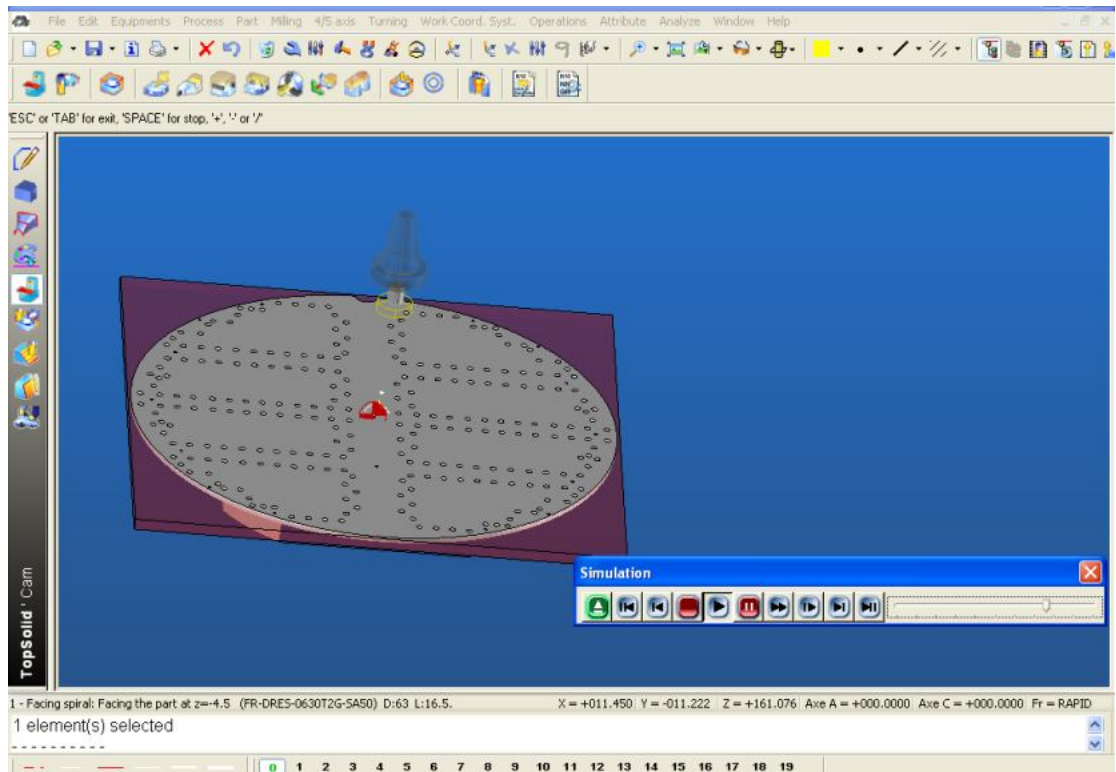 File Edit Equipments Process Part Milling 4/5 axis Turning Work Coord. Syst. Operations Attribute Analyze Window Help
'ESC' or 'TAB' for exit, 'SPACE' for stop, '+', '-' or '/'
TopSolid'Cam
Simulation
1 - Facing spiral: Facing the part at z=-4.5 (FR-DRES-0630T2G-SA50) D:63 L:16.5. X = +011.450 Y = -011.222 Z = +161.076 Axe A = +000.0000 Axe C = +000.0000 Fr = RAPID
1 element(s) selected
----------
0 1 2 3 4 5 6 7 8 9 10 11 12 13 14 15 16 17 18 19